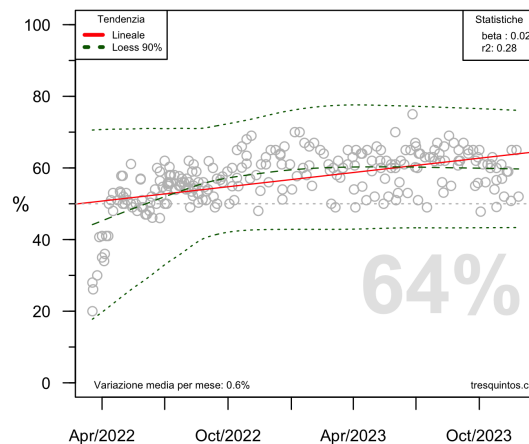 Tendenzia
Lineale
Loess 90%
Statistiche
beta : 0.02
r2: 0.28
100
80
60
%
40
20
0
64%
Variazione media per mese: 0.6%
tresquintos.c
Apr/2022
Oct/2022
Apr/2023
Oct/2023